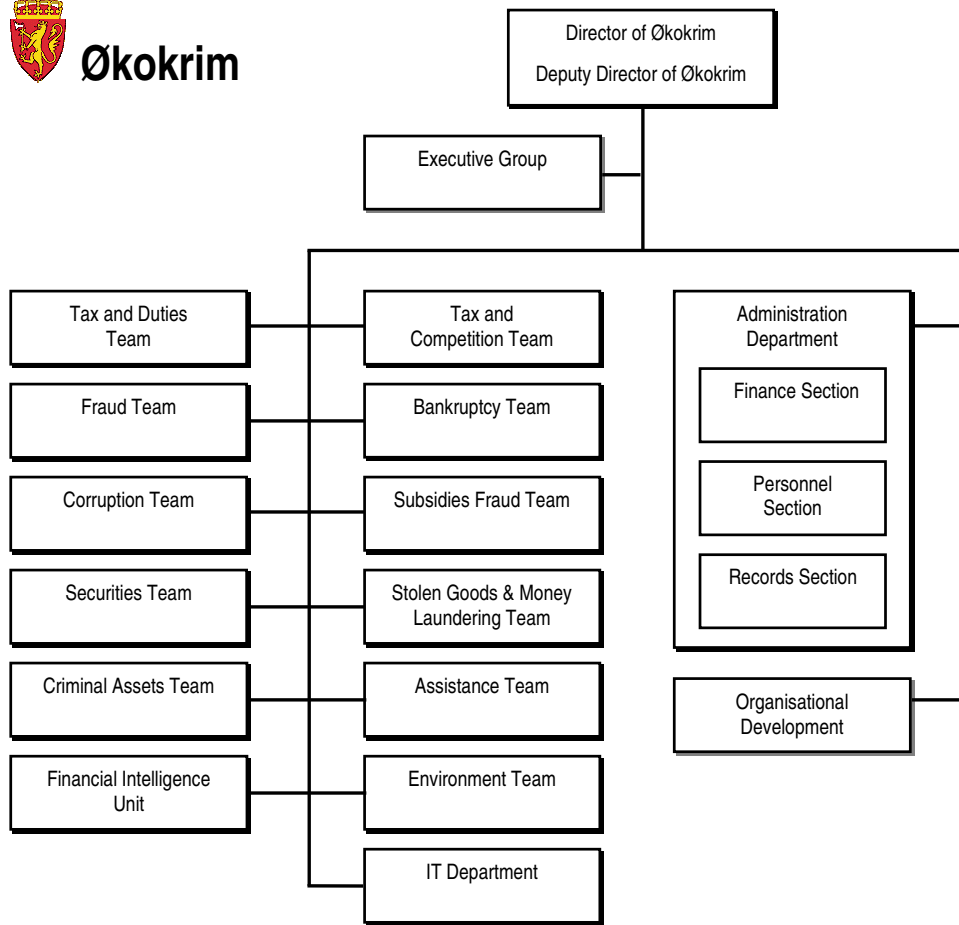 Økokrim
Director of Økokrim
Deputy Director of Økokrim
Executive Group
Tax and Duties
Team
Tax and
Competition Team
Administration
Department
Fraud Team
Bankruptcy Team
Finance Section
Corruption Team
Subsidies Fraud Team
Personnel
Section
Securities Team
Stolen Goods & Money
Laundering Team
Records Section
Criminal Assets Team
Assistance Team
Organisational
Development
Financial Intelligence
Unit
Environment Team
IT Department